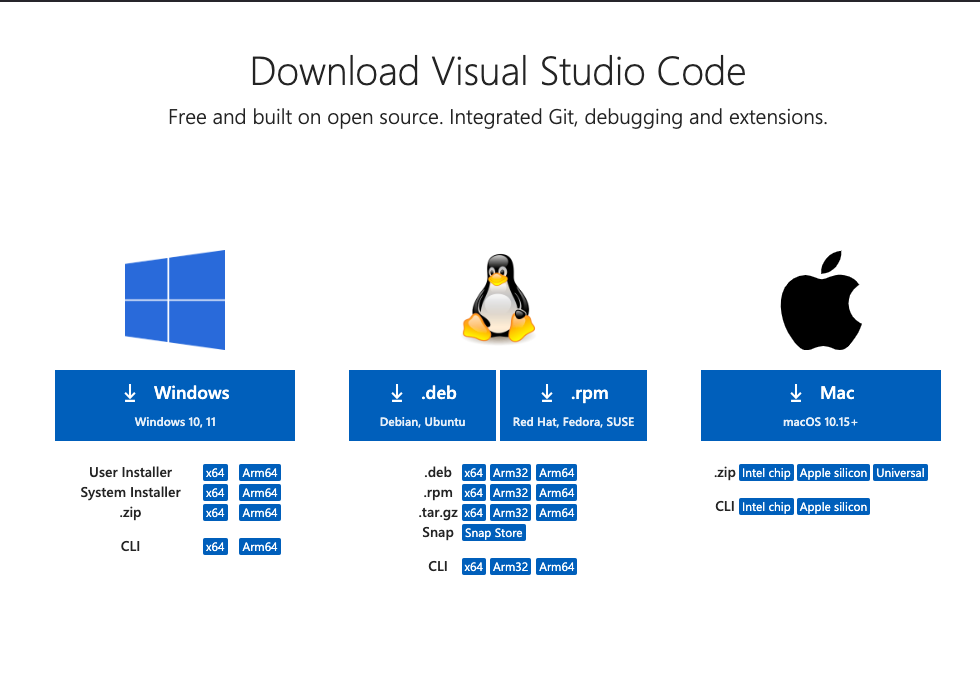 Download Visual Studio Code
Free and built on open source. Integrated Git, debugging and extensions.
Windows
Windows 10, 11
User Installer x64 Arm64
System Installer x64 Arm64
.zip x64 Arm64
CLI x64 Arm64
.deb
Debian, Ubuntu
.rpm
Red Hat, Fedora, SUSE
.deb x64 Arm32 Arm64
.rpm x64 Arm32 Arm64
.tar.gz x64 Arm32 Arm64
Snap Snap Store
CLI x64 Arm32 Arm64
Mac
macOS 10.15+
.zip Intel chip Apple silicon Universal
CLI Intel chip Apple silicon